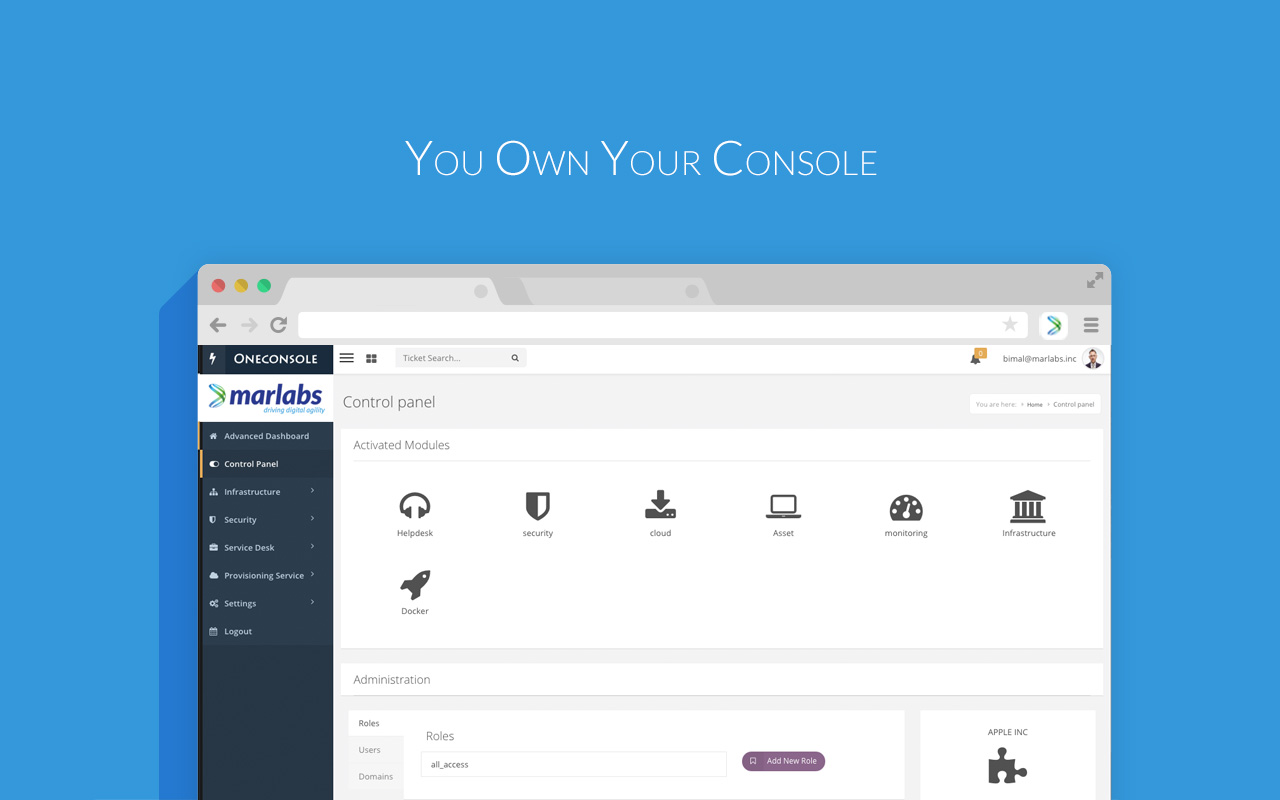 You Own Your Console
Oneconsole
Ticket Search...
0
bimal@marlabs.inc
marlabs
driving digital agility
Control panel
You are here: Home Control panel
Advanced Dashboard
Control Panel
Infrastructure
Security
Service Desk
Provisioning Service
Settings
Logout
Activated Modules
Helpdesk
security
cloud
Asset
monitoring
Infrastructure
Docker
Administration
Roles
Users
Domains
Roles
all_access
Add New Role
APPLE INC